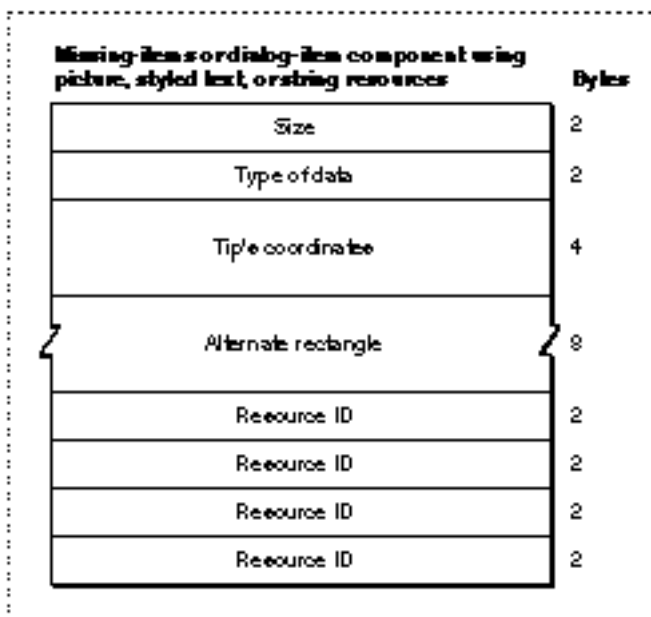 Missing-items or dialog-item component using
picture, styled text, or string resources
Bytes
Size
2
Type of data
2
Tip's coordinates
4
Alternate rectangle
8
Resource ID
2
Resource ID
2
Resource ID
2
Resource ID
2